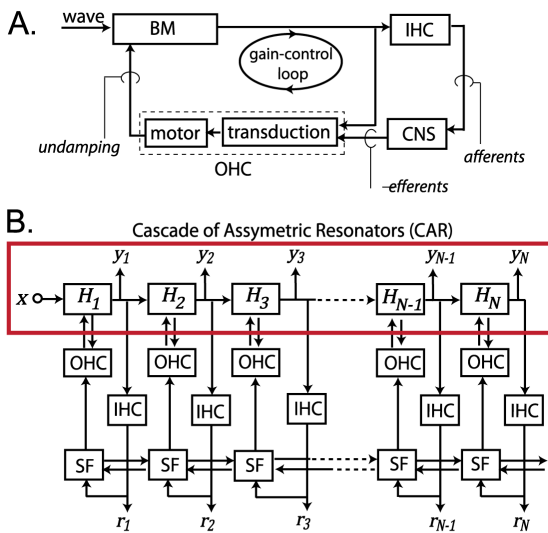 A.
wave
BM
IHC
gain-control
loop
motor
transduction
CNS
undamping
OHC
efferents
afferents
B.
Cascade of Assymetric Resonators (CAR)
y1 y2 y3 yN-1 yN
x H1 H2 H3 HN-1 HN
OHC OHC OHC OHC OHC
IHC IHC IHC IHC IHC
SF SF SF SF SF
r1 r2 r3 rN-1 rN